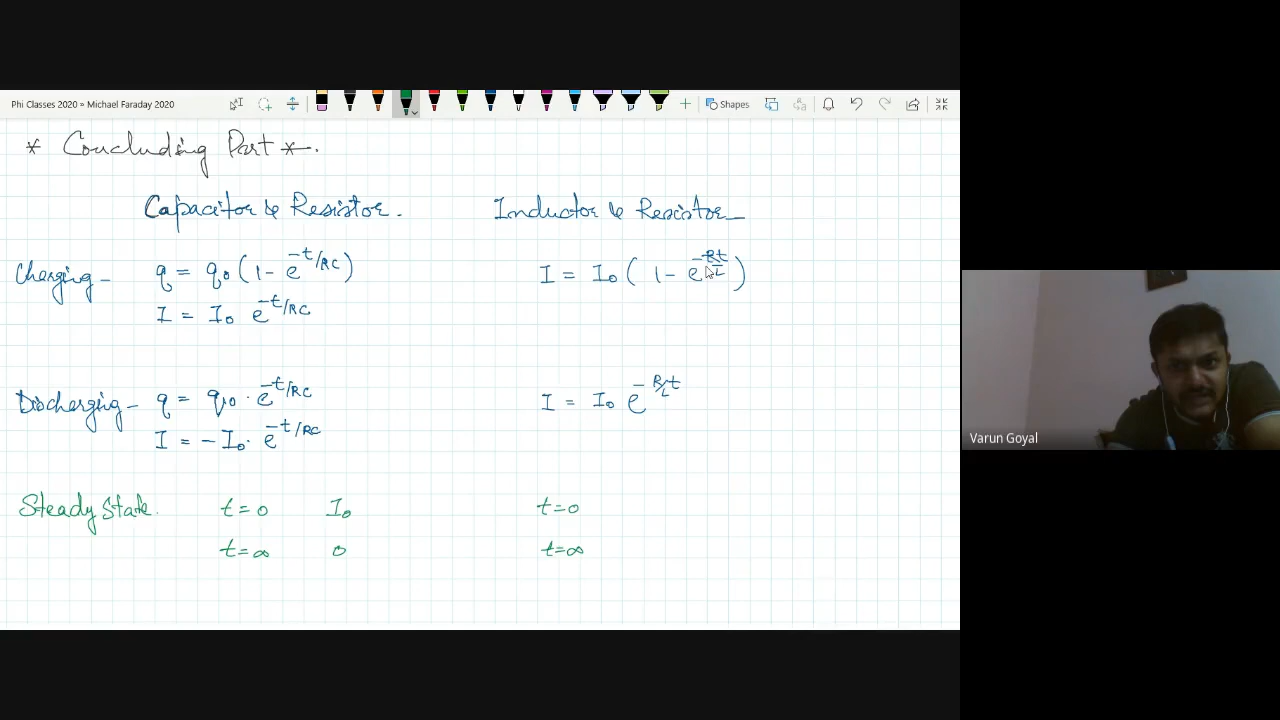 Phi Classes 2020 » Michael Faraday 2020
Shapes
* Concluding Part *.
Capacitor & Resistor. Inductor & Resistor
Charging - q = q₀ (1 - e^-t/RC) I = I₀ (1 - e^-Rt/L)
I = I₀ e^-t/RC
Discharging - q = q₀ · e^-t/RC I = I₀ e^-R/L t
I = - I₀ · e^-t/RC
Steady State. t = 0 I₀ t = 0
t = ∞ 0 t = ∞
Varun Goyal